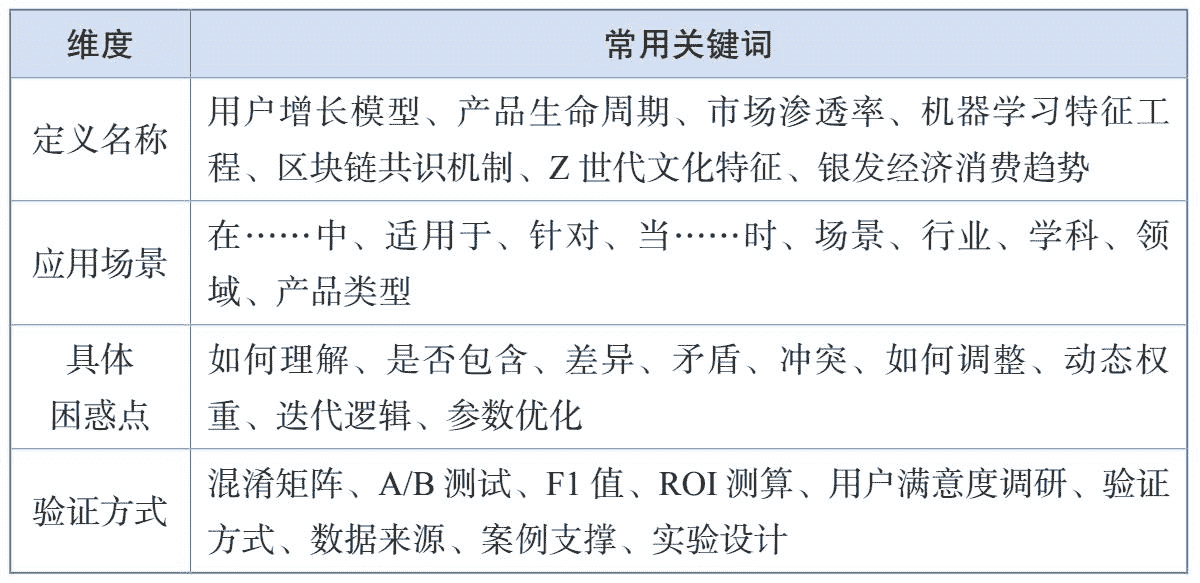 维度 常用关键词
定义名称
用户增长模型、产品生命周期、市场渗透率、机器学习特征工
程、区块链共识机制、Z 世代文化特征、银发经济消费趋势
应用场景
在……中、适用于、针对、当……时、场景、行业、学科、领
域、产品类型
具体
困惑点
如何理解、是否包含、差异、矛盾、冲突、如何调整、动态权
重、迭代逻辑、参数优化
验证方式
混淆矩阵、A/B 测试、F1 值、ROI 测算、用户满意度调研、验证
方式、数据来源、案例支撑、实验设计